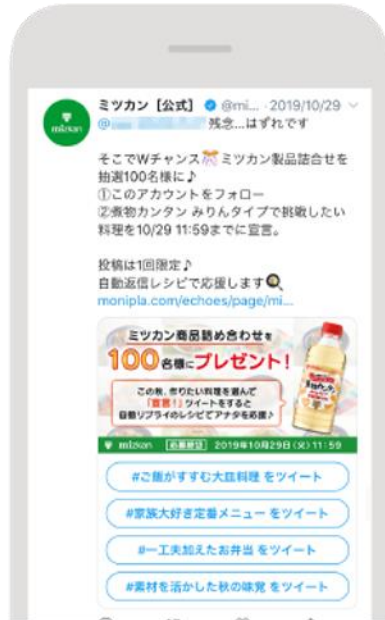 ミツカン【公式】 @mi... · 2019/10/29
mizkan
@ 残念...はずれです
そこでWチャンス🎊ミツカン製品詰合せを
抽選100名様に♪
①このアカウントをフォロー
②煮物カンタン みりんタイプで挑戦したい
料理を10/29 11:59までに宣言。
投稿は1回限定♪
自動返信レシピで応援します🍳
monipla.com/echoes/page/mi...
ミツカン商品詰め合わせを
100名様にプレゼント!
この秋、作りたい料理を選んで
「宣言!」ツイートをすると
自動リプライのレシピでアナタを応援♪
mizkan 応募締切 2019年10月29日(火)11:59
#ご飯がすすむ大皿料理 をツイート
#家族大好き定番メニュー をツイート
#一工夫加えたお弁当 をツイート
#素材を活かした秋の味覚 をツイート